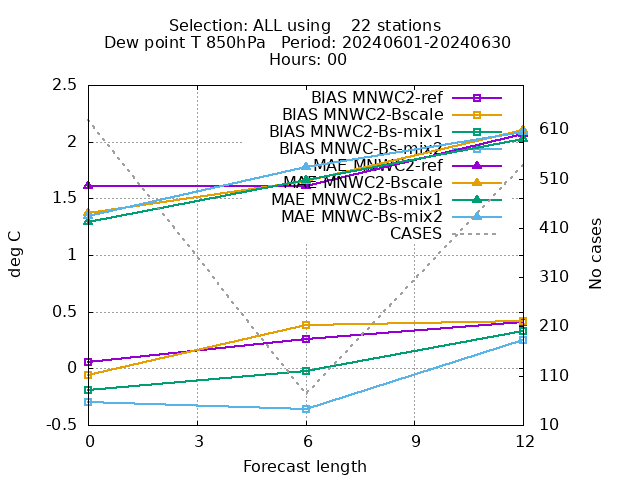 Selection: ALL using 22 stations
Dew point T 850hPa Period: 20240601-20240630
Hours: 00
2.5
2
1.5
1
0.5
0
-0.5
deg C
BIAS MNWC2-ref
BIAS MNWC2-Bscale
BIAS MNWC2-Bs-mix1
BIAS MNWC-Bs-mix2
MAE MNWC2-ref
MAE MNWC2-Bscale
MAE MNWC2-Bs-mix1
MAE MNWC-Bs-mix2
CASES
610
510
410
310
210
110
10
No cases
0 3 6 9 12
Forecast length